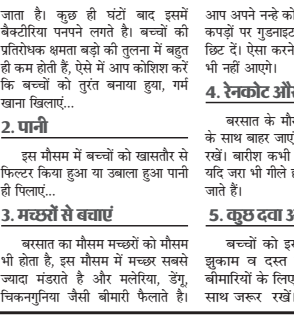 जाता है। कुछ ही घंटों बाद इसमें
बैक्टीरिया पनपने लगते है। बच्चों की
प्रतिरोधक क्षमता बड़ो की तुलना में बहुत
ही कम होती हैं, ऐसे में आप कोशिश करें
कि बच्चों को तुरंत बनाया हुया, गर्म
खाना खिलाएं...
2. पानी
इस मौसम में बच्चों को खासतौर से
फिल्टर किया हुआ या उबाला हुआ पानी
ही पिलाएं...
3. मच्छरों से बचाएं
बरसात का मौसम मच्छरों को मौसम
भी होता है, इस मौसम में मच्छर सबसे
ज्यादा मंडराते है और मलेरिया, डेंगू,
चिकनगुनिया जैसी बीमारी फैलाते है।
आप अपने नन्हे को
कपड़ों पर गुडनाइट
छिट दें। ऐसा करने
भी नहीं आएगे।
4. रेनकोट और
बरसात के मौ
के साथ बाहर जाएं
रखें। बारीश कभी
यदि जरा भी गीले ह
जाते हैं।
5. कुछ दवा अ
बच्चों को इस
झुकाम व दस्त
बीमारियों के लिए
साथ जरूर रखें।